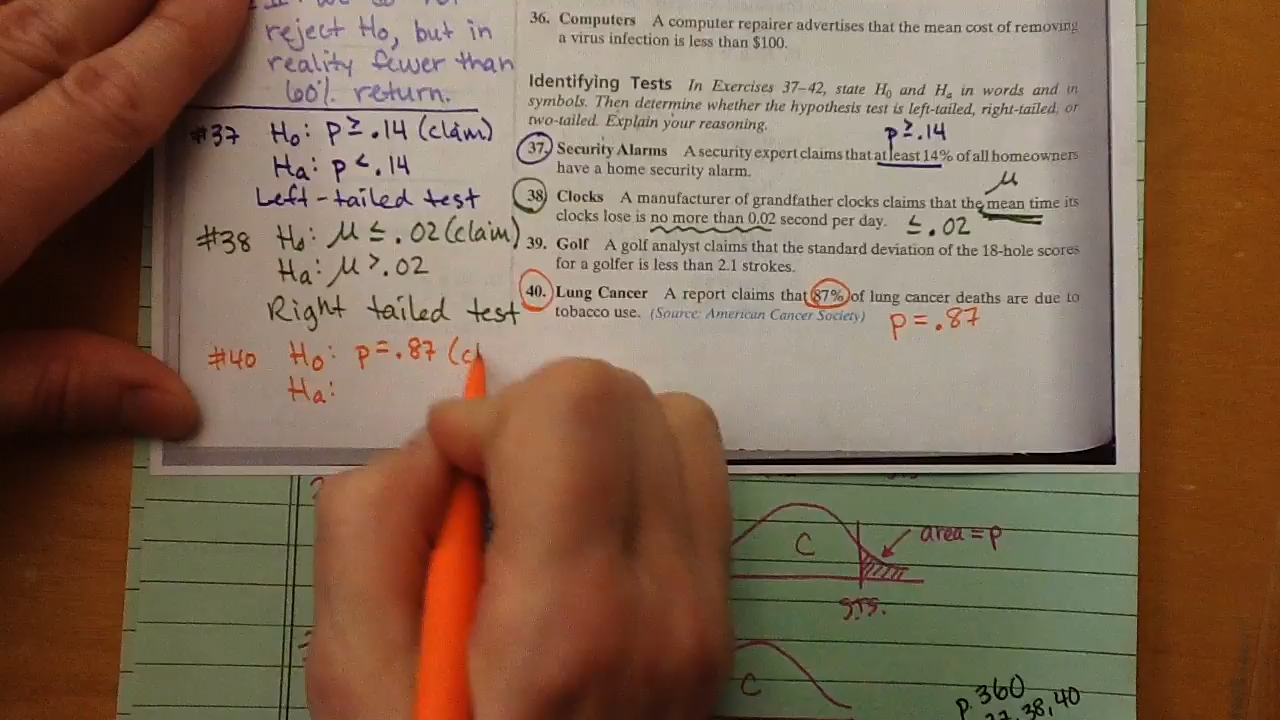 reject Ho, but in
reality fewer than
60% return.
#37 Ho: p ≥ .14 (claim)
Ha: p < .14
Left-tailed test
#38 Ho: μ ≤ .02 (claim)
Ha: μ > .02
Right tailed test
#40 Ho: p = .87 (c
Ha:
36. Computers A computer repairer advertises that the mean cost of removing
a virus infection is less than $100.
Identifying Tests In Exercises 37–42, state H0 and Ha in words and in
symbols. Then determine whether the hypothesis test is left-tailed, right-tailed, or
two-tailed. Explain your reasoning.
p ≥ .14
37. Security Alarms A security expert claims that at least 14% of all homeowners
have a home security alarm.
μ
38. Clocks A manufacturer of grandfather clocks claims that the mean time its
clocks lose is no more than 0.02 second per day. ≤ .02
39. Golf A golf analyst claims that the standard deviation of the 18-hole scores
for a golfer is less than 2.1 strokes.
40. Lung Cancer A report claims that 87% of lung cancer deaths are due to
tobacco use. (Source: American Cancer Society) p = .87
C area = p
S.T.S.
C
p. 360
38, 40